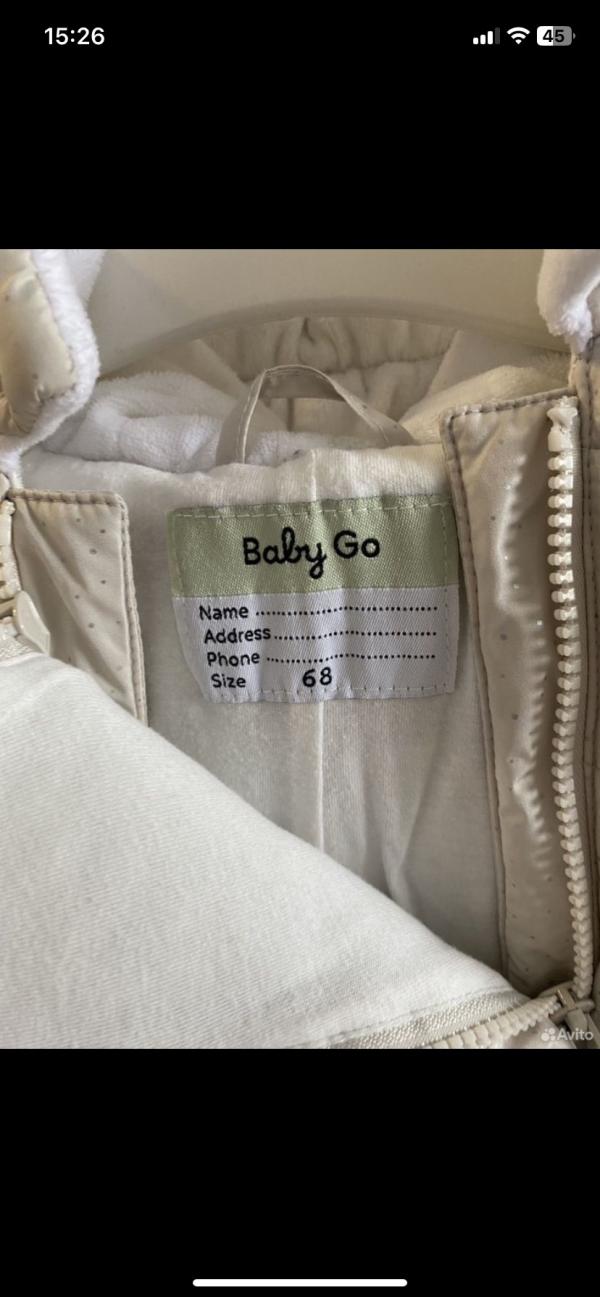 15:26
45
Baby Go
Name
Address
Phone
Size 68
Avito